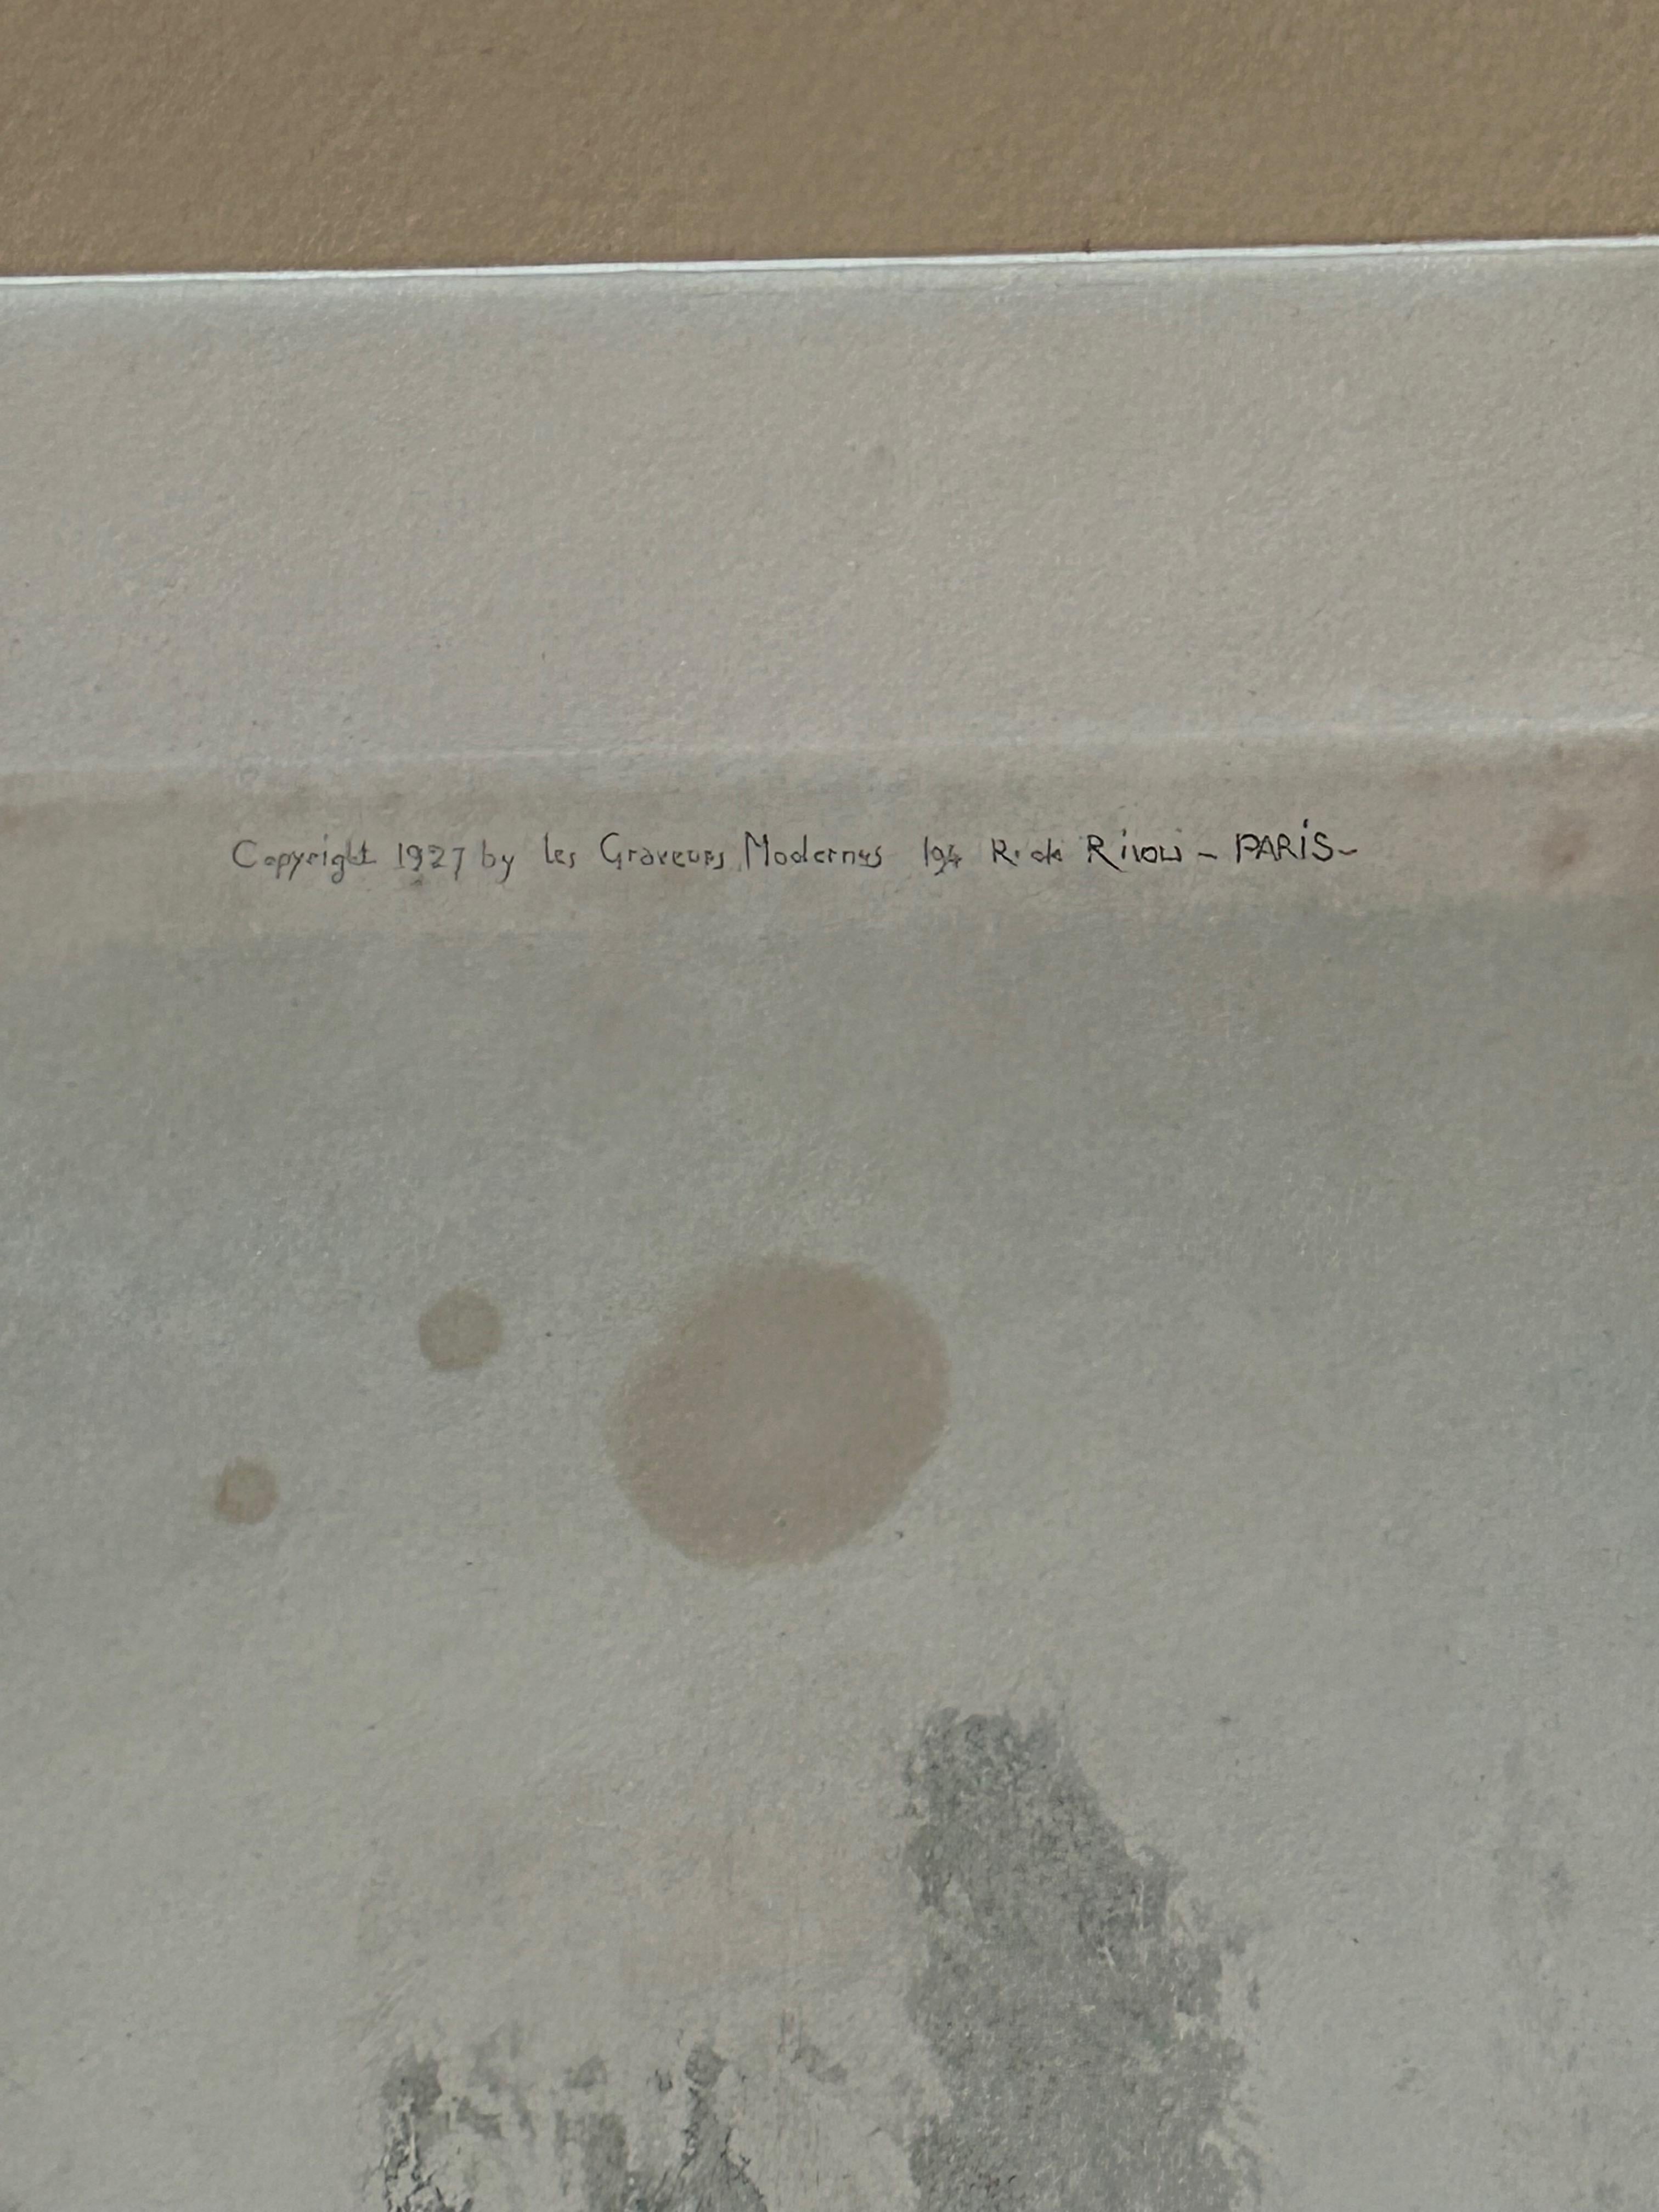 Copyright 1927 by les Graveurs Modernes 194 R. de Rivoli - PARIS-